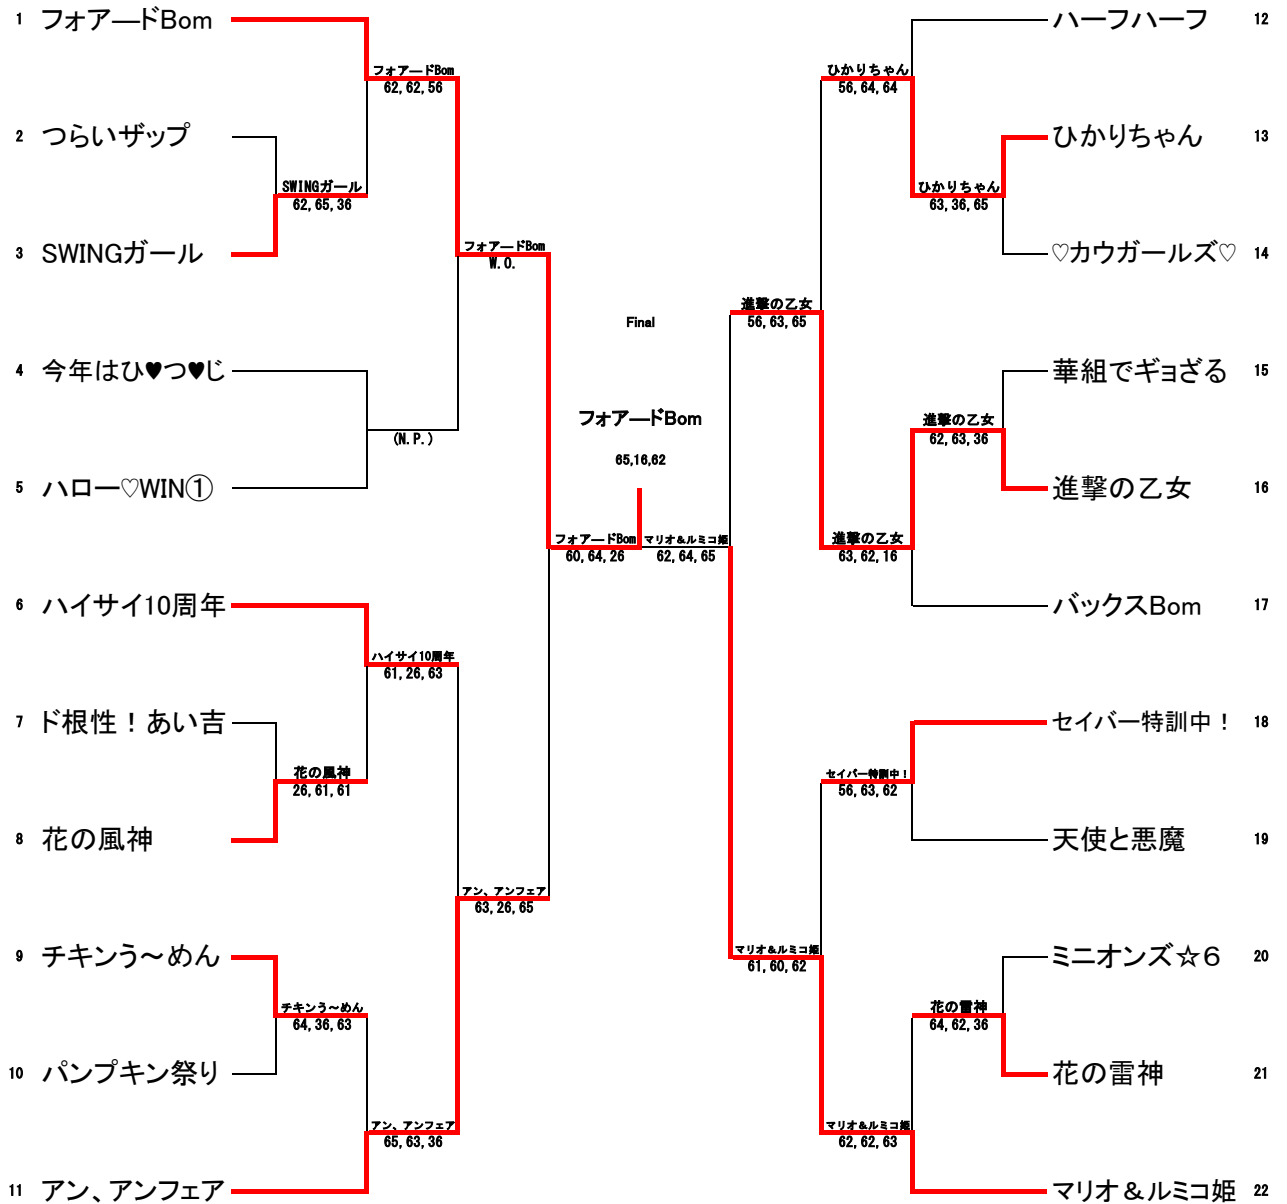 1 フォア―ドBom
フォア―ドBom
62, 62, 56
2 つらいザップ
SWINGガール
62, 65, 36
3 SWINGガール
フォア―ドBom
W.O.
4 今年はひ♥つ♥じ
(N.P.)
5 ハロー♡WIN①
フォア―ドBom
60, 64, 26
6 ハイサイ10周年
ハイサイ10周年
61, 26, 63
7 ド根性！あい吉
花の風神
26, 61, 61
8 花の風神
アン、アンフェア
63, 26, 65
9 チキンう～めん
チキンう～めん
64, 36, 63
10 パンプキン祭り
アン、アンフェア
65, 63, 36
11 アン、アンフェア
Final
フォア―ドBom
65,16,62
マリオ＆ルミコ姫
62, 64, 65
ハーフハーフ 12
ひかりちゃん
56, 64, 64
ひかりちゃん 13
ひかりちゃん
63, 36, 65
♡カウガールズ♡ 14
進撃の乙女
56, 63, 65
華組でギョざる 15
進撃の乙女
62, 63, 36
進撃の乙女 16
進撃の乙女
63, 62, 16
バックスBom 17
セイバー特訓中！ 18
セイバー特訓中！
56, 63, 62
天使と悪魔 19
マリオ＆ルミコ姫
61, 60, 62
ミニオンズ☆6 20
花の雷神
64, 62, 36
花の雷神 21
マリオ＆ルミコ姫
62, 62, 63
マリオ＆ルミコ姫 22